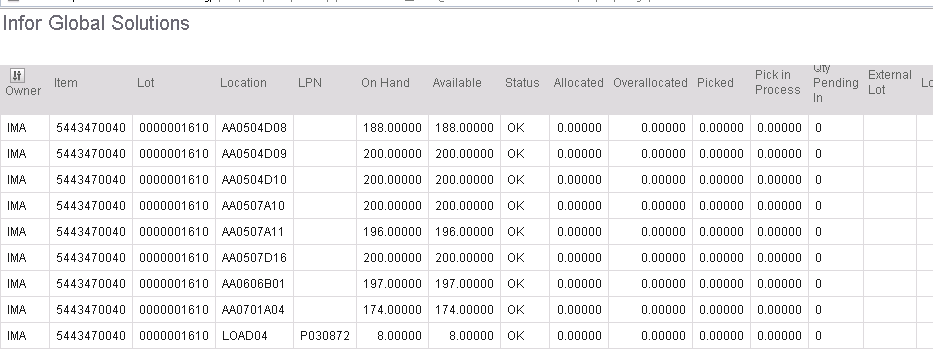 Infor Global Solutions
Owner Item Lot Location LPN On Hand Available Status Allocated Overallocated Picked Pick in Process Qty Pending In External Lot
IMA 5443470040 0000001610 AA0504D08 188.00000 188.00000 OK 0.00000 0.00000 0.00000 0.00000 0
IMA 5443470040 0000001610 AA0504D09 200.00000 200.00000 OK 0.00000 0.00000 0.00000 0.00000 0
IMA 5443470040 0000001610 AA0504D10 200.00000 200.00000 OK 0.00000 0.00000 0.00000 0.00000 0
IMA 5443470040 0000001610 AA0507A10 200.00000 200.00000 OK 0.00000 0.00000 0.00000 0.00000 0
IMA 5443470040 0000001610 AA0507A11 196.00000 196.00000 OK 0.00000 0.00000 0.00000 0.00000 0
IMA 5443470040 0000001610 AA0507D16 200.00000 200.00000 OK 0.00000 0.00000 0.00000 0.00000 0
IMA 5443470040 0000001610 AA0606B01 197.00000 197.00000 OK 0.00000 0.00000 0.00000 0.00000 0
IMA 5443470040 0000001610 AA0701A04 174.00000 174.00000 OK 0.00000 0.00000 0.00000 0.00000 0
IMA 5443470040 0000001610 LOAD04 P030872 8.00000 8.00000 OK 0.00000 0.00000 0.00000 0.00000 0